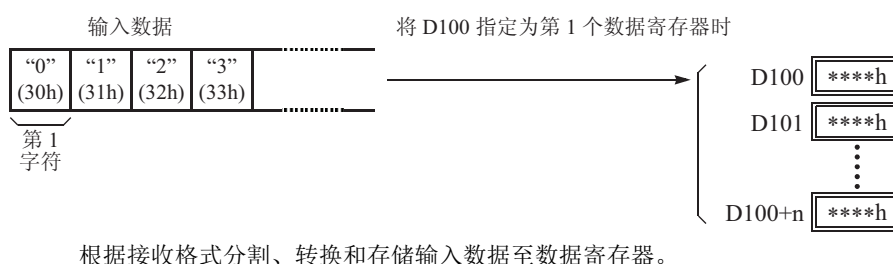 输入数据 将 D100 指定为第 1 个数据寄存器时
“0” “1” “2” “3”
(30h) (31h) (32h) (33h)
D100 ****h
D101 ****h
第 1
字符
D100+n ****h
根据接收格式分割、转换和存储输入数据至数据寄存器。